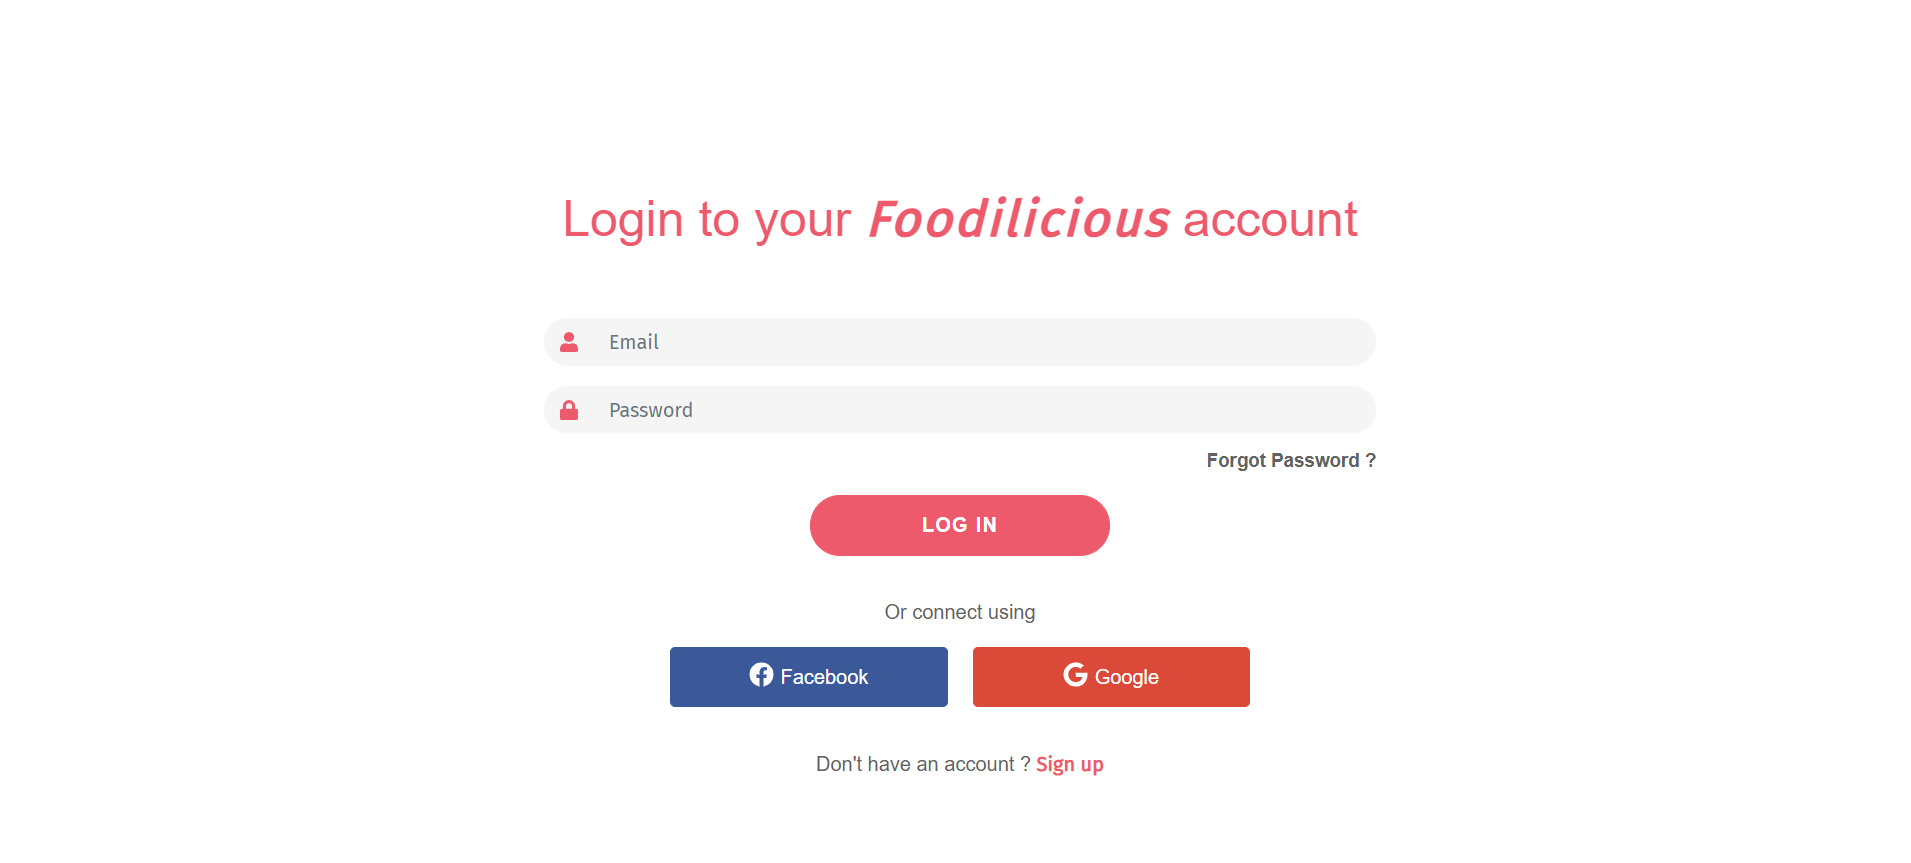 Login to your Foodilicious account
Email
Password
Forgot Password ?
LOG IN
Or connect using
Facebook Google
Don't have an account ? Sign up